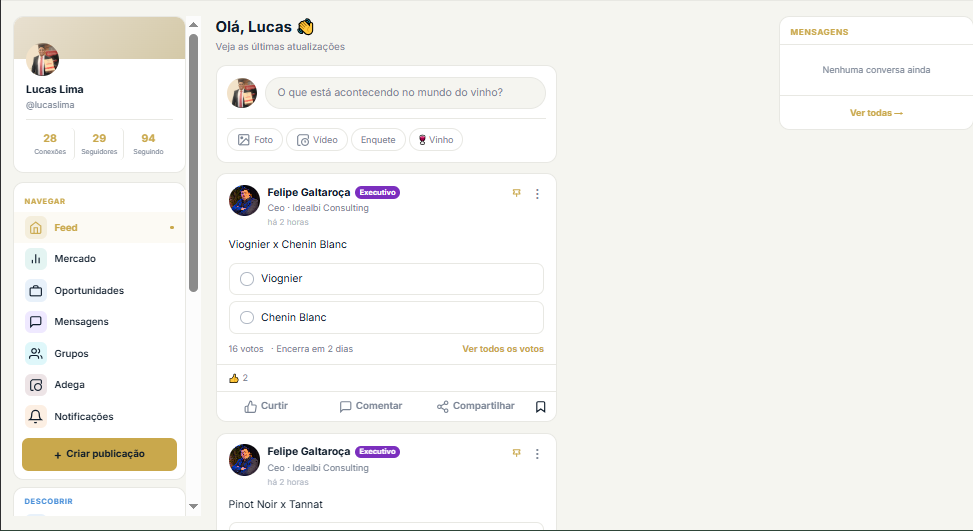 Lucas Lima
@lucaslima
28 29 94
Conexões Seguidores Seguindo
NAVEGAR
Feed
Mercado
Oportunidades
Mensagens
Grupos
Adega
Notificações
+ Criar publicação
DESCOBRIR
Olá, Lucas 👋
Veja as últimas atualizações
O que está acontecendo no mundo do vinho?
Foto Vídeo Enquete 🍷 Vinho
Felipe Galtaroça Executivo
Ceo · Idealbi Consulting
há 2 horas
Viognier x Chenin Blanc
Viognier
Chenin Blanc
16 votos · Encerra em 2 dias Ver todos os votos
👍 2
Curtir Comentar Compartilhar
Felipe Galtaroça Executivo
Ceo · Idealbi Consulting
há 2 horas
Pinot Noir x Tannat
MENSAGENS
Nenhuma conversa ainda
Ver todas →